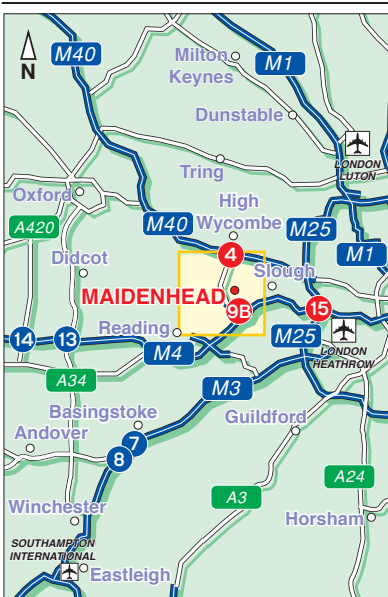 M40
Milton
Keynes
M1
N
Dunstable
LONDON
LUTON
Tring
Oxford
High
Wycombe
M40
M25
A420
M1
4
Didcot
Slough
MAIDENHEAD
9B
15
Reading
14
13
M4
M25
LONDON
HEATHROW
A34
M3
Basingstoke
Guildford
Andover
7
8
A24
A3
Winchester
Horsham
SOUTHAMPTON
INTERNATIONAL
Eastleigh